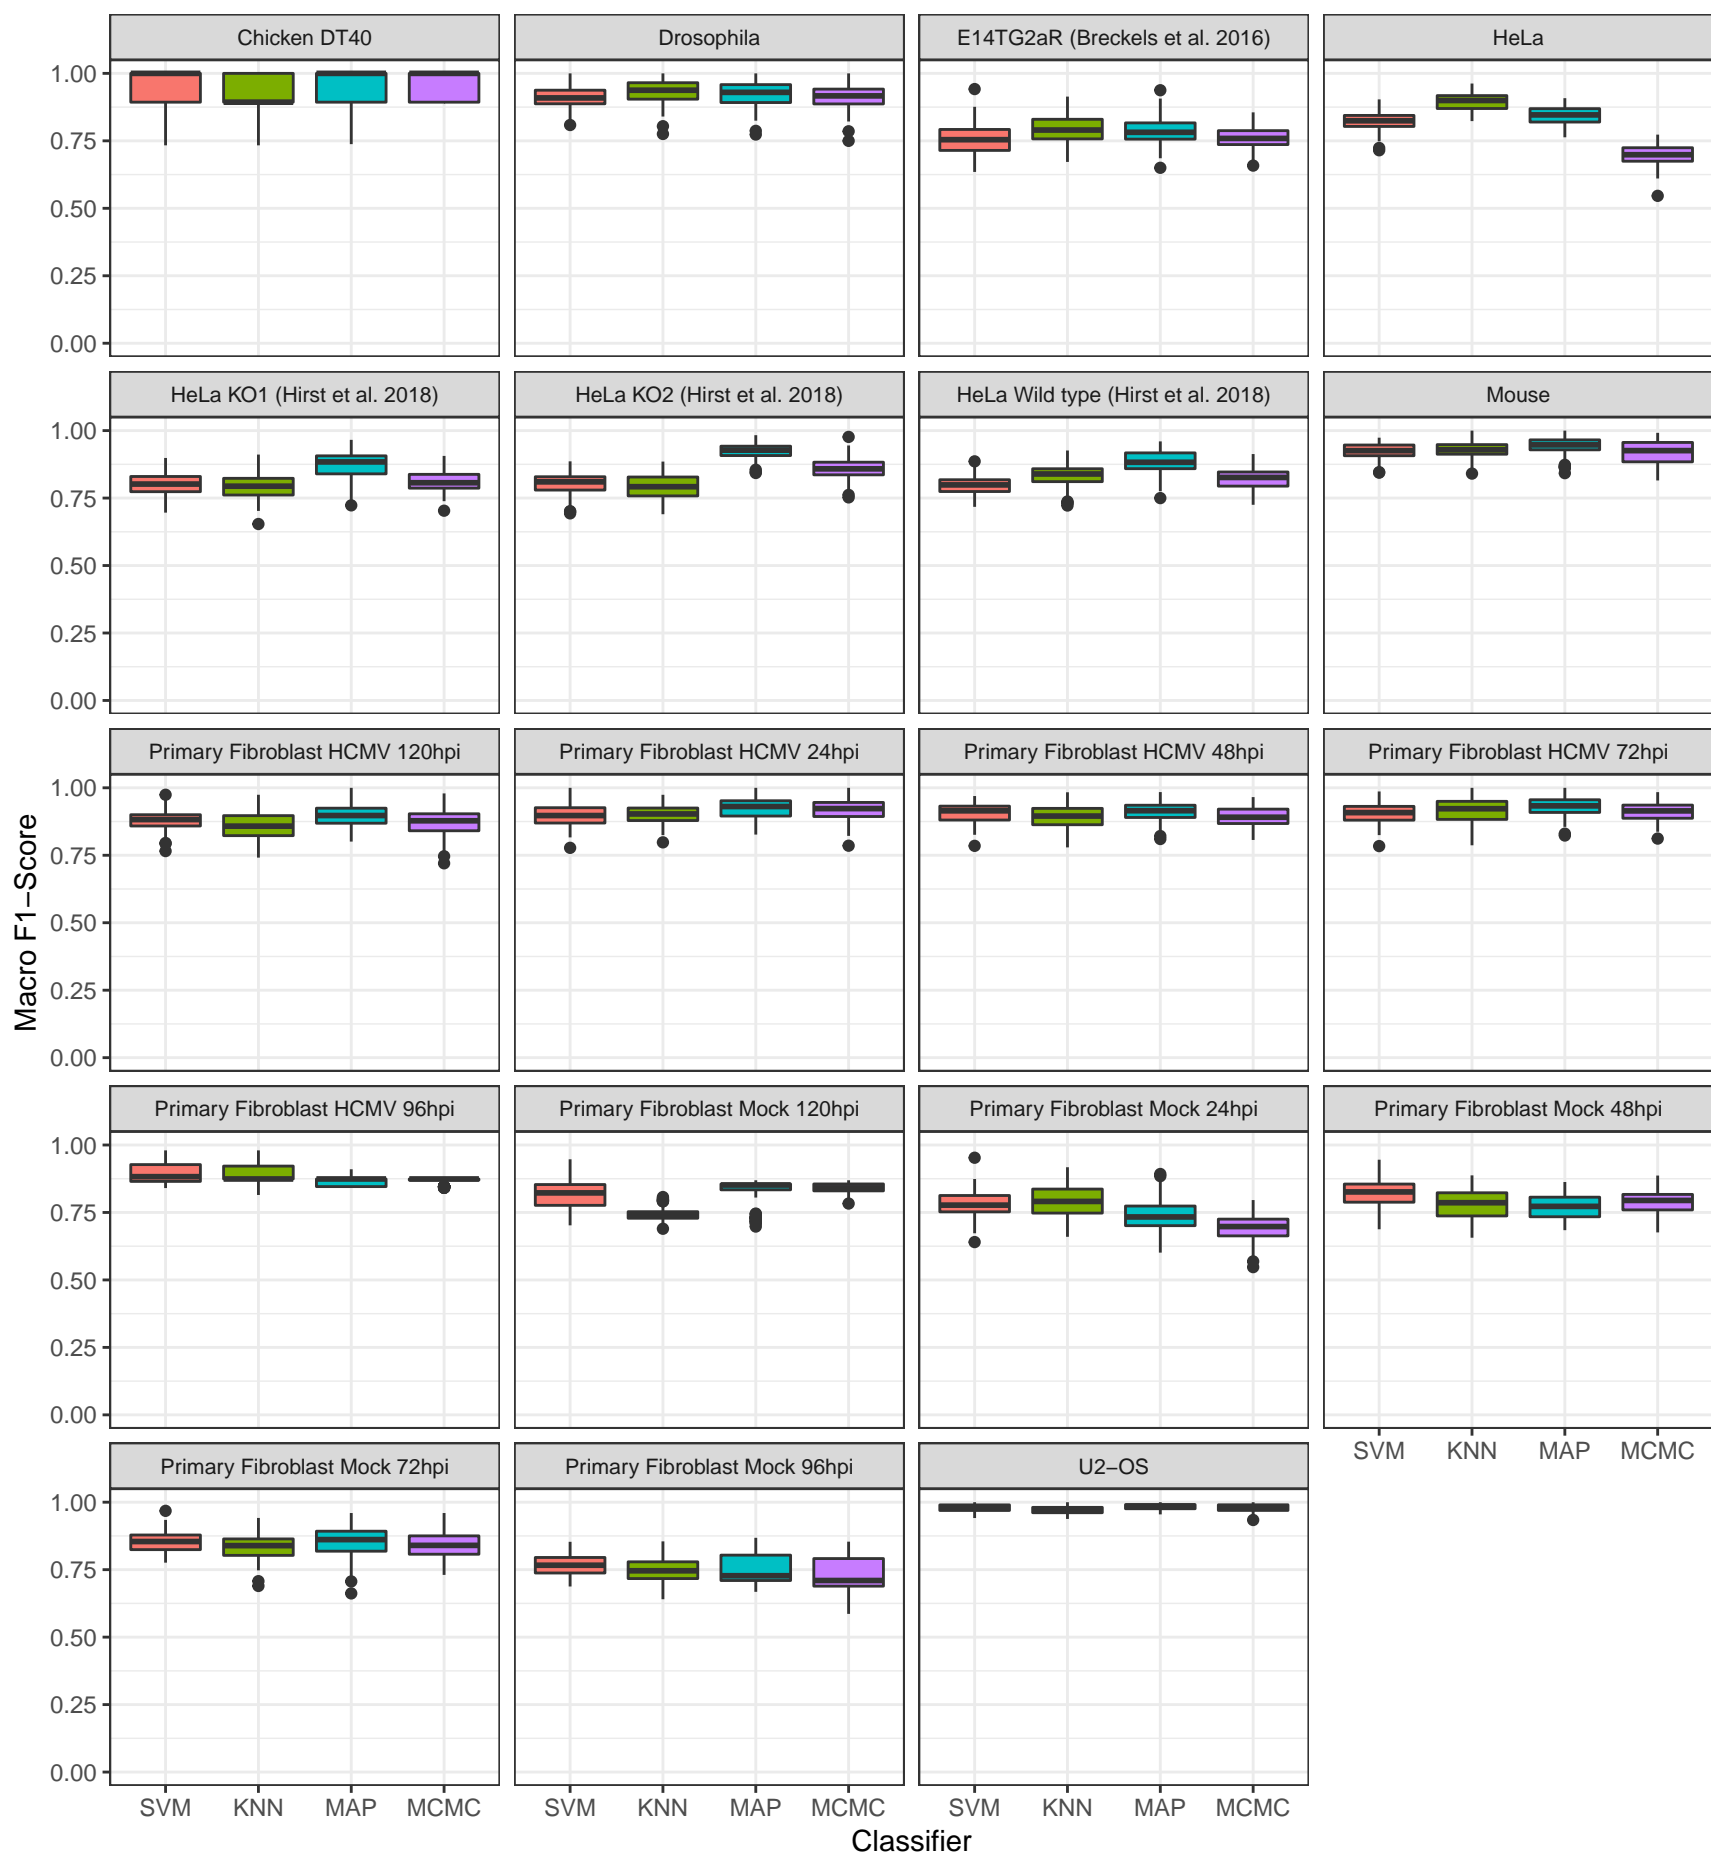 Chicken DT40 Drosophila E14TG2aR (Breckels et al. 2016) HeLa
1.00
0.75
0.50
0.25
0.00
HeLa KO1 (Hirst et al. 2018) HeLa KO2 (Hirst et al. 2018) HeLa Wild type (Hirst et al. 2018) Mouse
1.00
0.75
0.50
0.25
0.00
Primary Fibroblast HCMV 120hpi Primary Fibroblast HCMV 24hpi Primary Fibroblast HCMV 48hpi Primary Fibroblast HCMV 72hpi
1.00
0.75
0.50
0.25
0.00
Macro F1−Score
Primary Fibroblast HCMV 96hpi Primary Fibroblast Mock 120hpi Primary Fibroblast Mock 24hpi Primary Fibroblast Mock 48hpi
1.00
0.75
0.50
0.25
0.00
SVM KNN MAP MCMC
Primary Fibroblast Mock 72hpi Primary Fibroblast Mock 96hpi U2−OS
1.00
0.75
0.50
0.25
0.00
SVM KNN MAP MCMC SVM KNN MAP MCMC SVM KNN MAP MCMC
Classifier